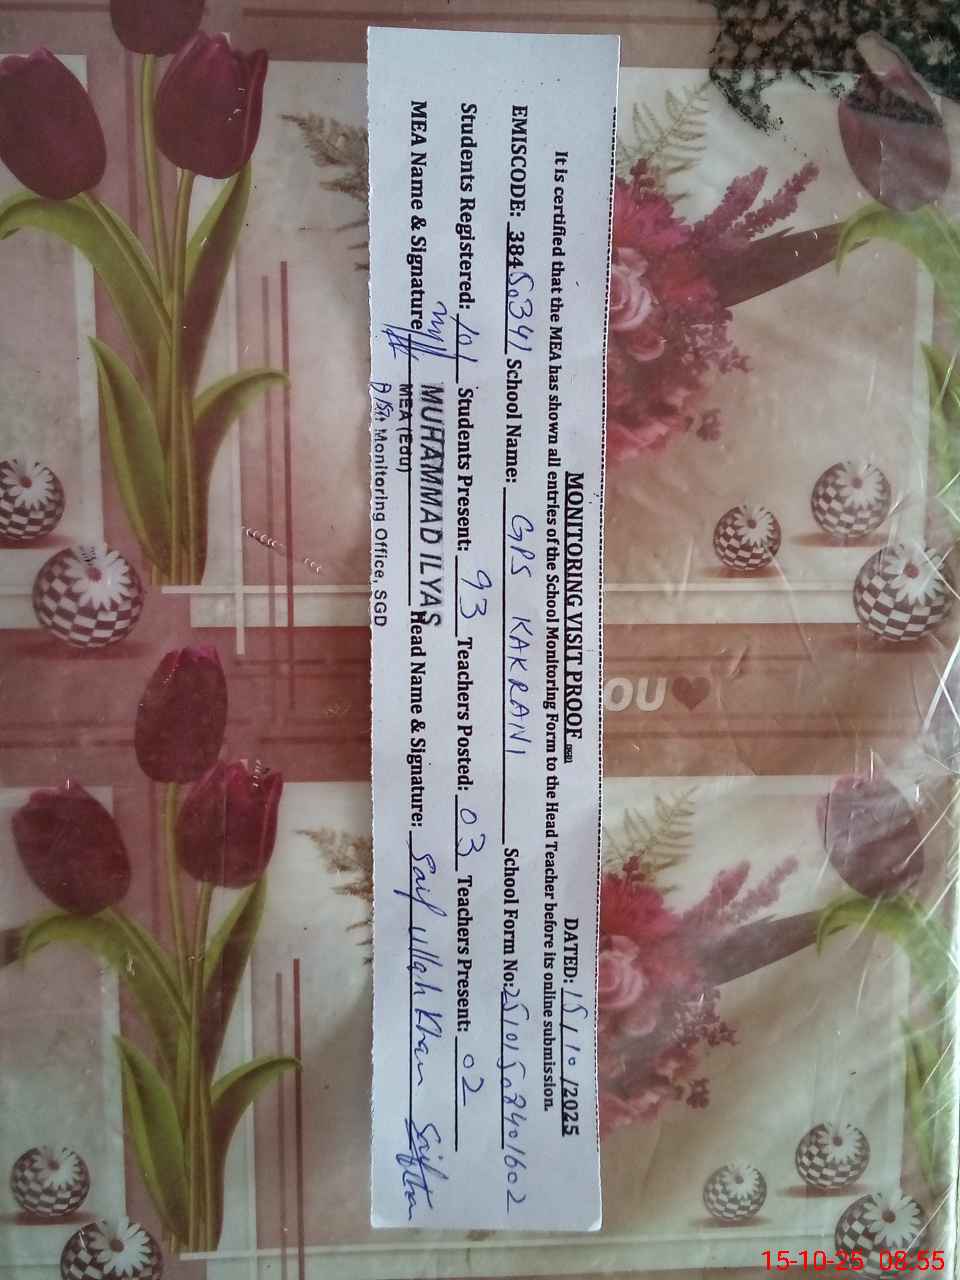 MONITORING VISIT PROOF
DATED: 15/10/2025
It is certified that the MEA has shown all entries of the School Monitoring Form to the Head Teacher before its online submission.
EMISCODE: 38450341 School Name: GPS KAKRANI School Form No:
Students Registered: 101 Students Present: 93 Teachers Posted: 03 Teachers Present: 02
MEA Name & Signature MUHAMMAD ILYAS Head Name & Signature: Saif ullah Khan
MEA (Edu)
Distt Monitoring Office, SGD
OU
15-10-25 08:55